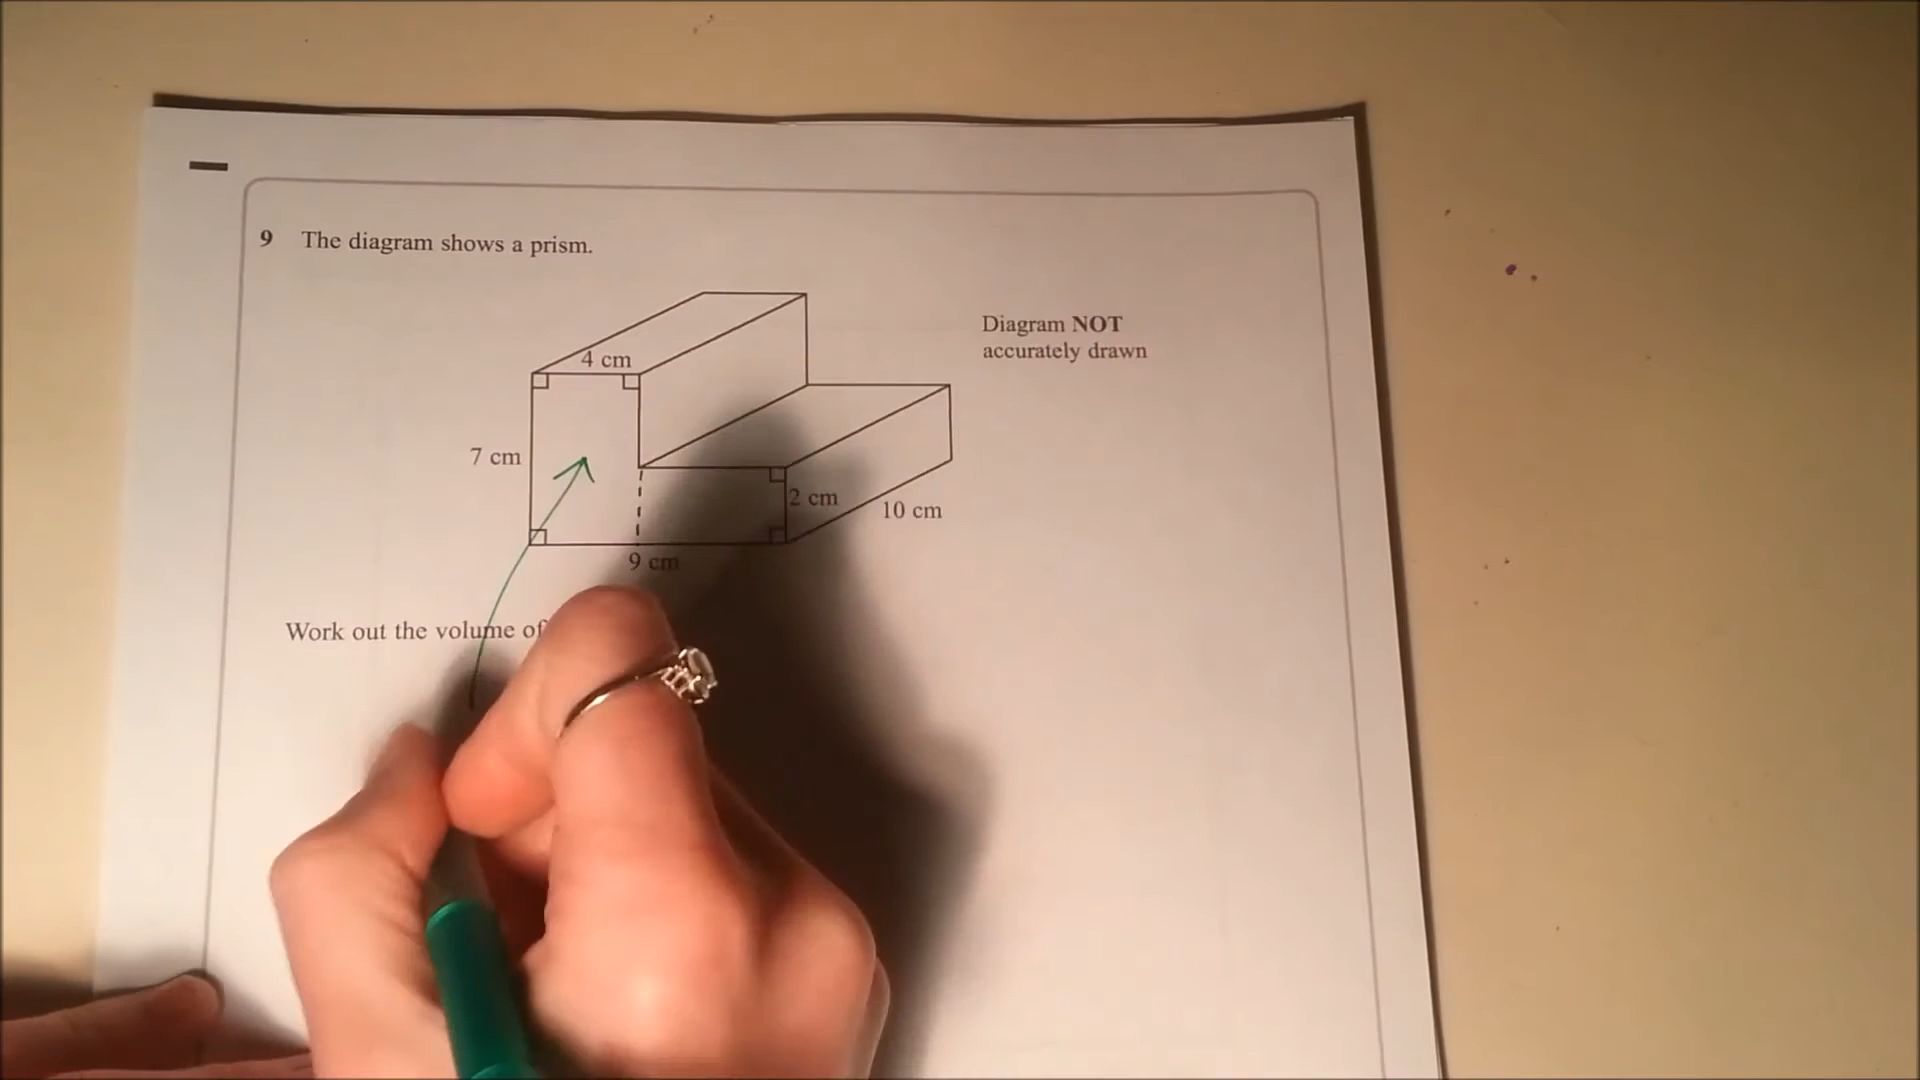 9 The diagram shows a prism.
Diagram NOT
accurately drawn
4 cm
7 cm
2 cm
10 cm
9 cm
Work out the volume of